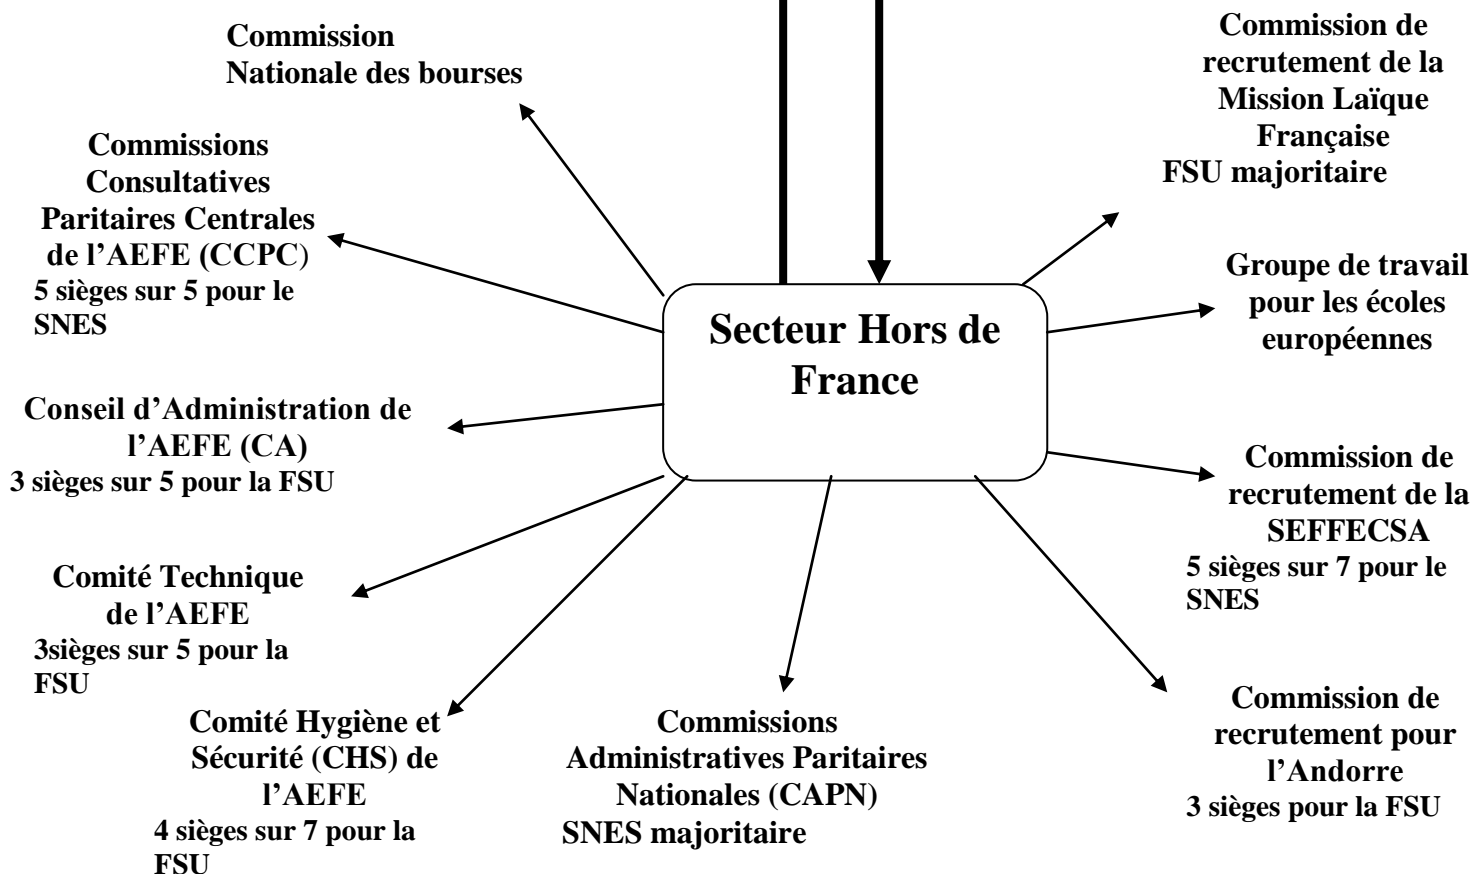 Commission
Nationale des bourses
Commission de
recrutement de la
Mission Laïque
Française
FSU majoritaire
Commissions
Consultatives
Paritaires Centrales
de l’AEFE (CCPC)
5 sièges sur 5 pour le
SNES
Groupe de travail
pour les écoles
européennes
Secteur Hors de
France
Conseil d’Administration de
l’AEFE (CA)
3 sièges sur 5 pour la FSU
Commission de
recrutement de la
SEFFECSA
5 sièges sur 7 pour le
SNES
Comité Technique
de l’AEFE
3sièges sur 5 pour la
FSU
Comité Hygiène et
Sécurité (CHS) de
l’AEFE
4 sièges sur 7 pour la
FSU
Commissions
Administratives Paritaires
Nationales (CAPN)
SNES majoritaire
Commission de
recrutement pour
l’Andorre
3 sièges pour la FSU